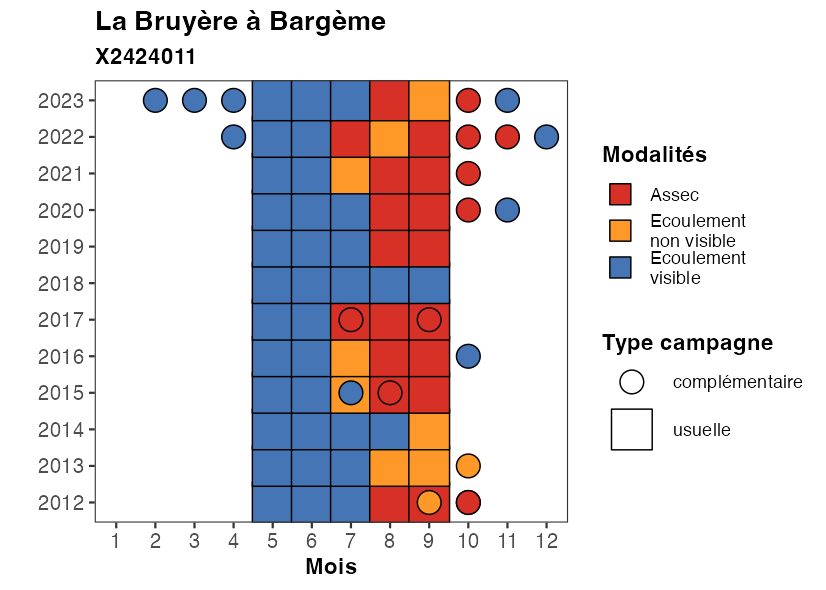 La Bruyère à Bargème
X2424011
2023
2022
2021
2020
2019
2018
2017
2016
2015
2014
2013
2012
1 2 3 4 5 6 7 8 9 10 11 12
Mois
Modalités
Assec
Ecoulement
non visible
Ecoulement
visible
Type campagne
complémentaire
usuelle